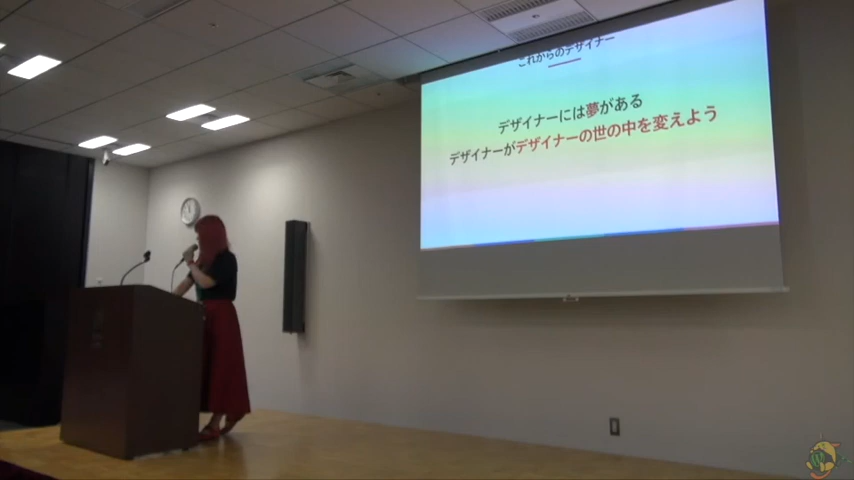 これからのデザイナー
デザイナーには夢がある
デザイナーがデザイナーの世の中を変えよう